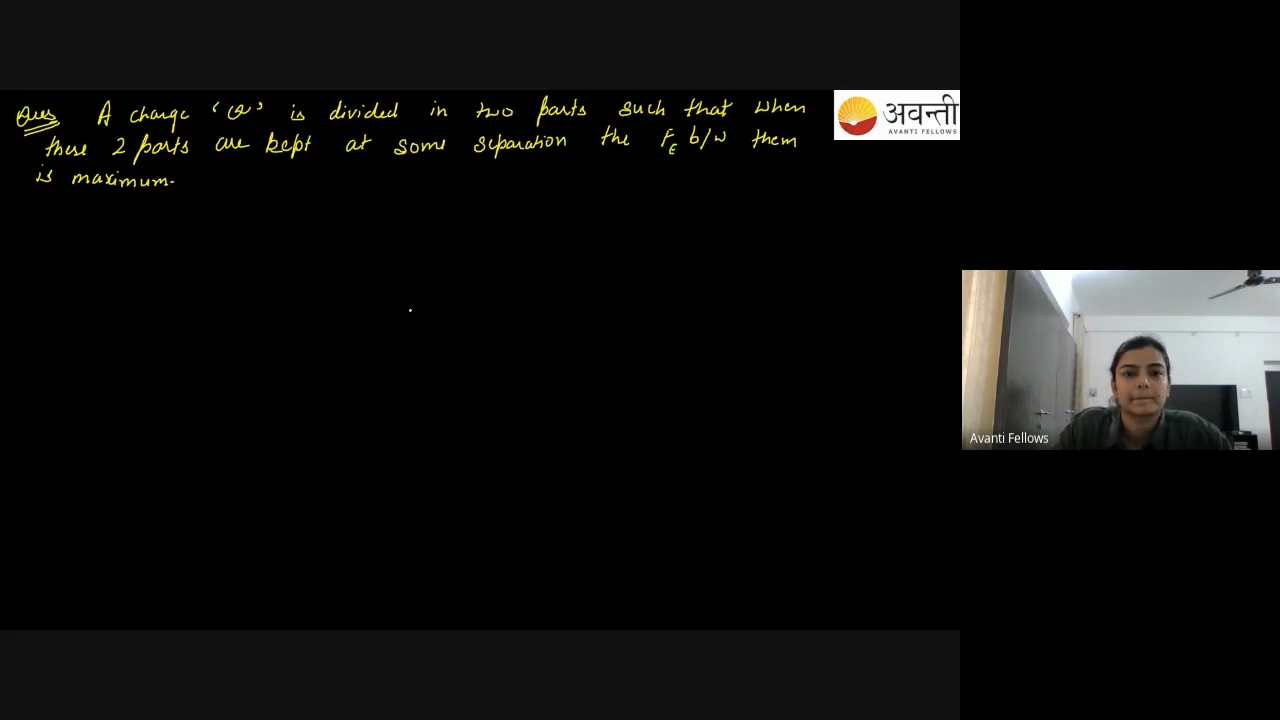 Ques A charge 'Q' is divided in two parts such that when
these 2 parts are kept at some separation the FE b/w them
is maximum.
अवन्ती
AVANTI FELLOWS
Avanti Fellows